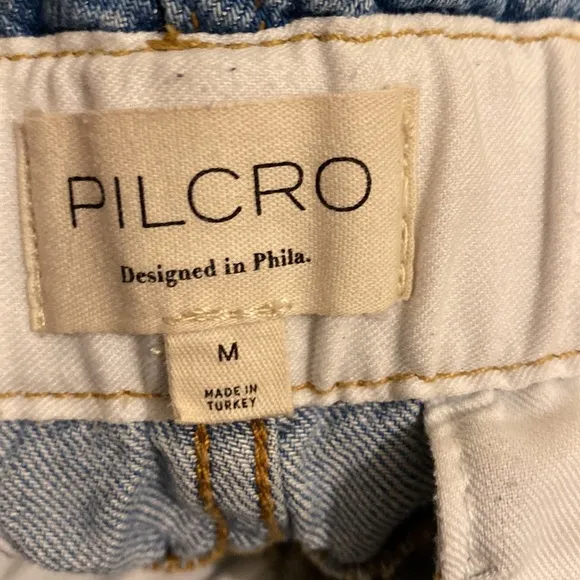 PILCRO
Designed in Phila.
M
MADE IN
TURKEY